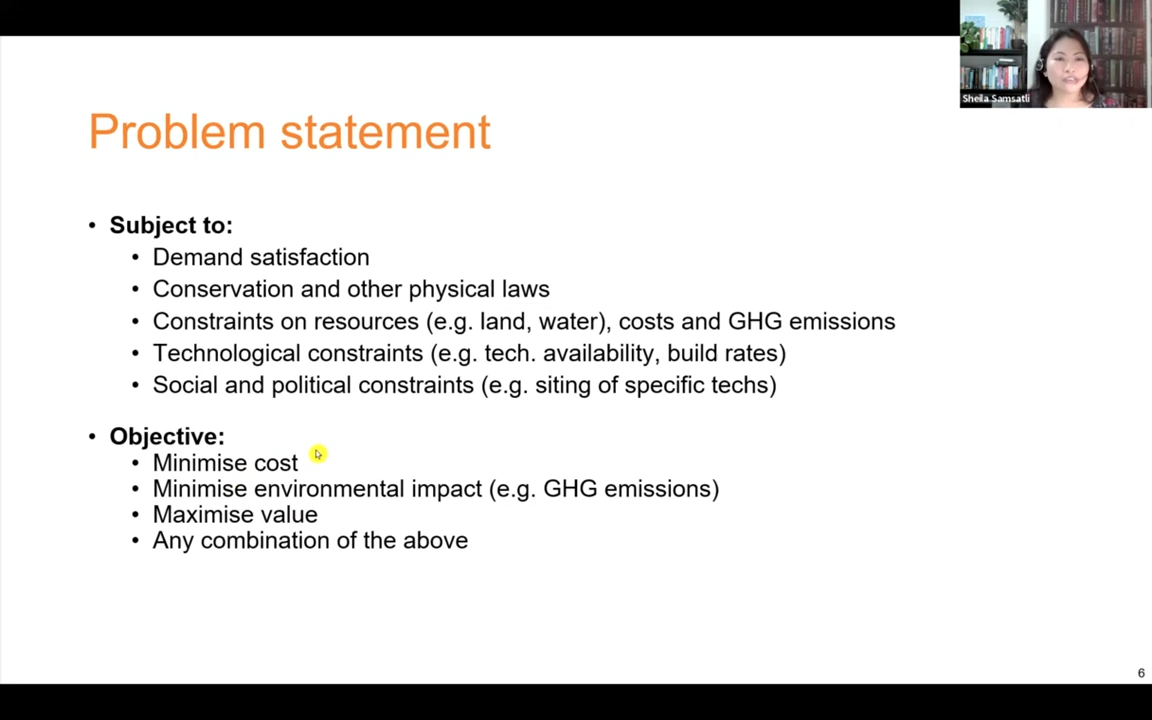 Sheila Samsatli
Problem statement
• Subject to:
• Demand satisfaction
• Conservation and other physical laws
• Constraints on resources (e.g. land, water), costs and GHG emissions
• Technological constraints (e.g. tech. availability, build rates)
• Social and political constraints (e.g. siting of specific techs)
• Objective:
• Minimise cost
• Minimise environmental impact (e.g. GHG emissions)
• Maximise value
• Any combination of the above
6